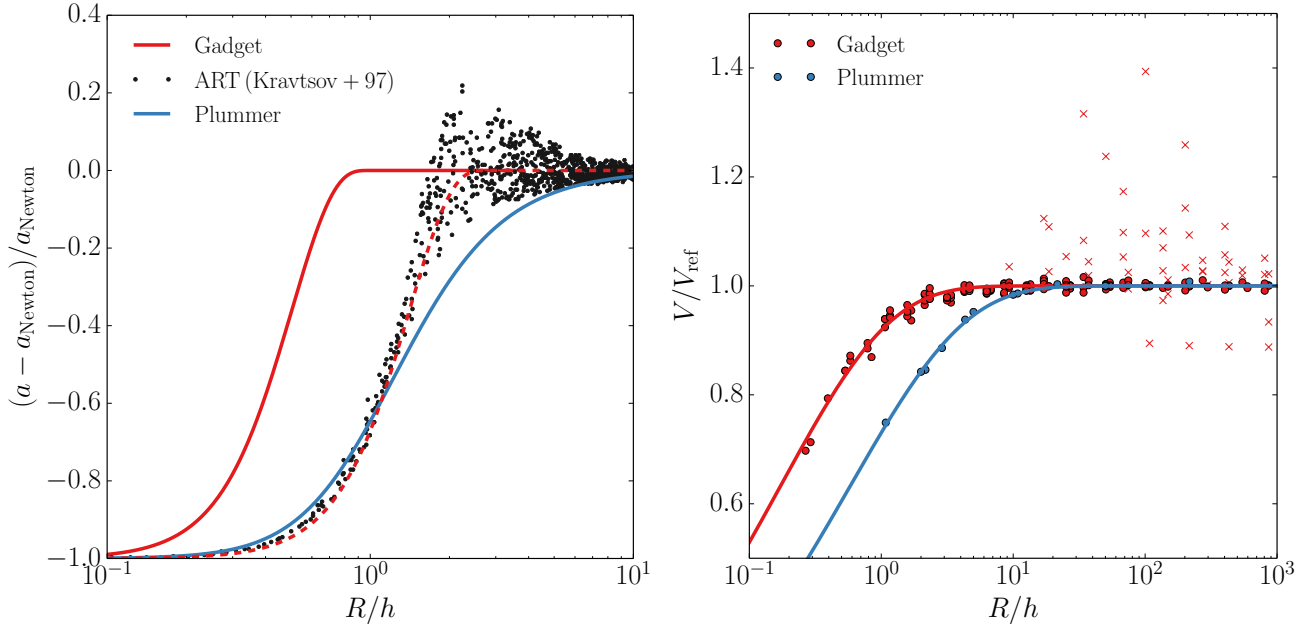 0.4
0.2
0.0
−0.2
−0.4
−0.6
−0.8
−1.0
(a − a_Newton)/a_Newton
Gadget
ART (Kravtsov + 97)
Plummer
10^−1
10^0
10^1
R/h
1.4
1.2
1.0
0.8
0.6
V/V_ref
Gadget
Plummer
10^−1
10^0
10^1
10^2
10^3
R/h